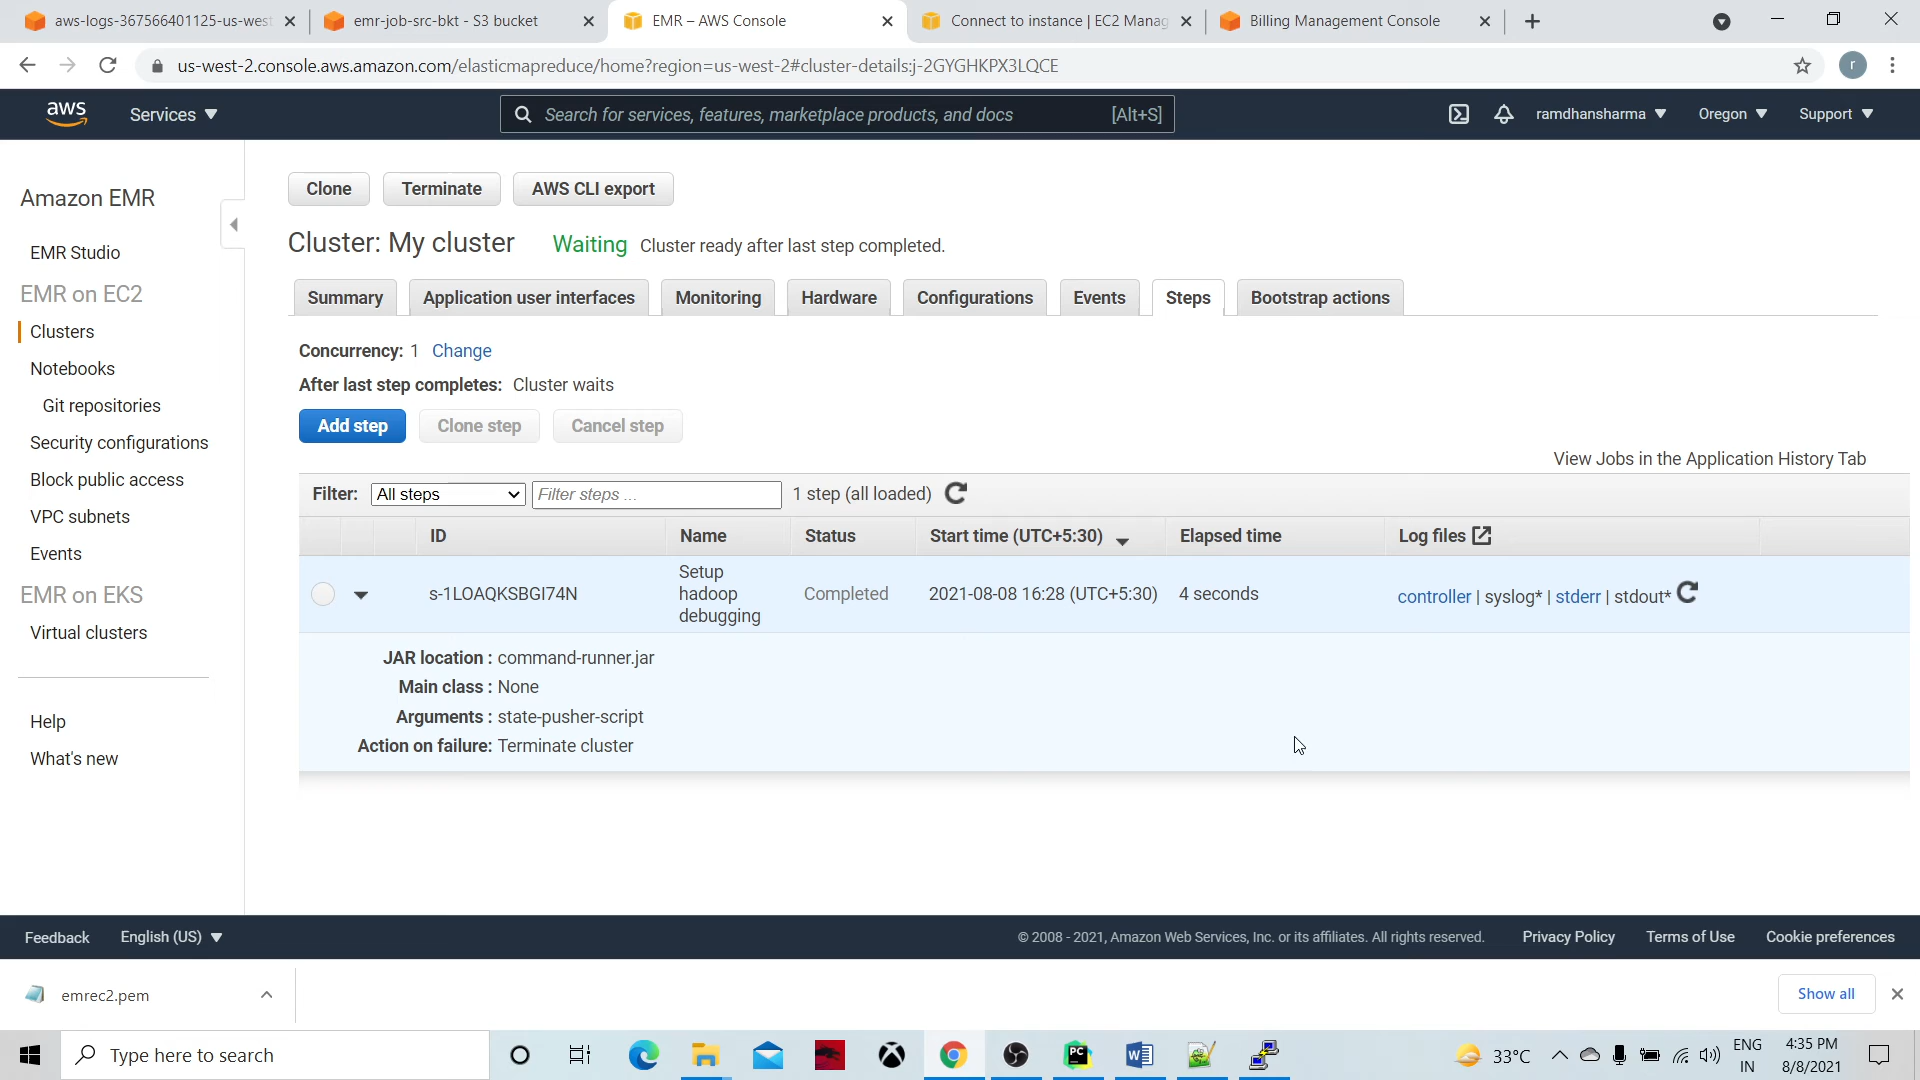 aws-logs-367566401125-us-west
emr-job-src-bkt - S3 bucket
EMR – AWS Console
Connect to instance | EC2 Manag
Billing Management Console
us-west-2.console.aws.amazon.com/elasticmapreduce/home?region=us-west-2#cluster-details:j-2GYGHKPX3LQCE
r
aws
Services
Search for services, features, marketplace products, and docs
[Alt+S]
ramdhansharma
Oregon
Support
Amazon EMR
EMR Studio
EMR on EC2
Clusters
Notebooks
Git repositories
Security configurations
Block public access
VPC subnets
Events
EMR on EKS
Virtual clusters
Help
What's new
Clone
Terminate
AWS CLI export
Cluster: My cluster
Waiting
Cluster ready after last step completed.
Summary
Application user interfaces
Monitoring
Hardware
Configurations
Events
Steps
Bootstrap actions
Concurrency: 1 Change
After last step completes: Cluster waits
Add step
Clone step
Cancel step
View Jobs in the Application History Tab
Filter:
All steps
Filter steps ...
1 step (all loaded)
ID
Name
Status
Start time (UTC+5:30)
Elapsed time
Log files
s-1LOAQKSBGI74N
Setup
hadoop
debugging
Completed
2021-08-08 16:28 (UTC+5:30)
4 seconds
controller | syslog* | stderr | stdout*
JAR location : command-runner.jar
Main class : None
Arguments : state-pusher-script
Action on failure: Terminate cluster
Feedback
English (US)
© 2008 - 2021, Amazon Web Services, Inc. or its affiliates. All rights reserved.
Privacy Policy
Terms of Use
Cookie preferences
emrec2.pem
Show all
Type here to search
PC
33°C
ENG
IN
4:35 PM
8/8/2021